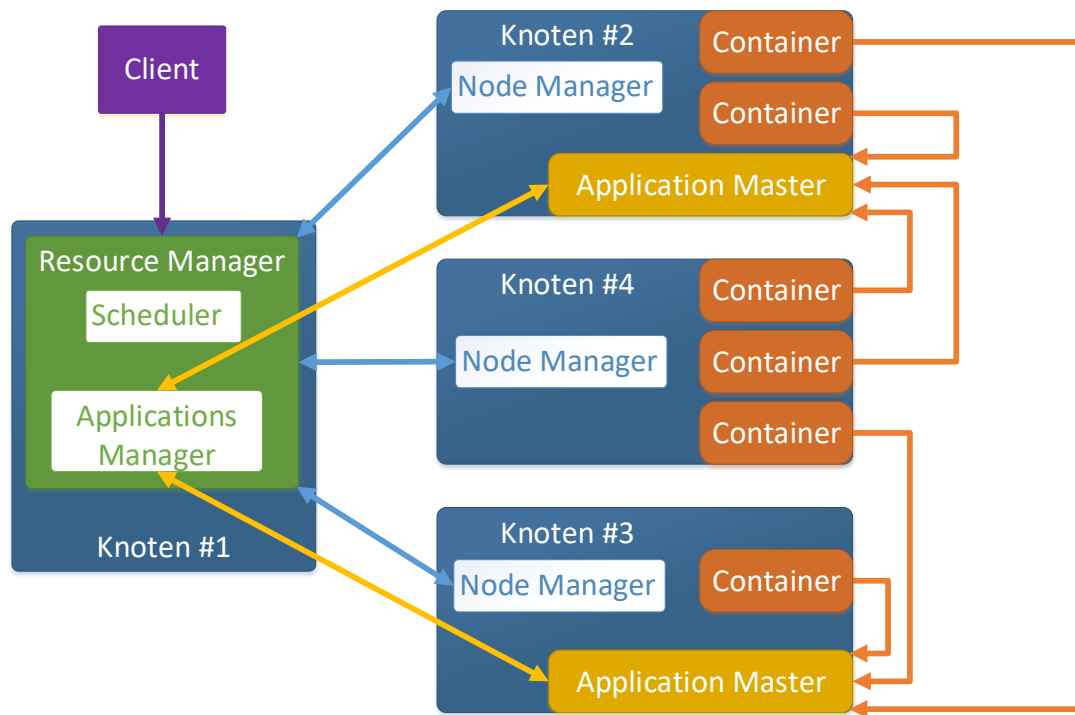 Client
Resource Manager
Scheduler
Applications
Manager
Knoten #1
Knoten #2
Node Manager
Container
Container
Application Master
Knoten #4
Node Manager
Container
Container
Container
Knoten #3
Node Manager
Container
Application Master